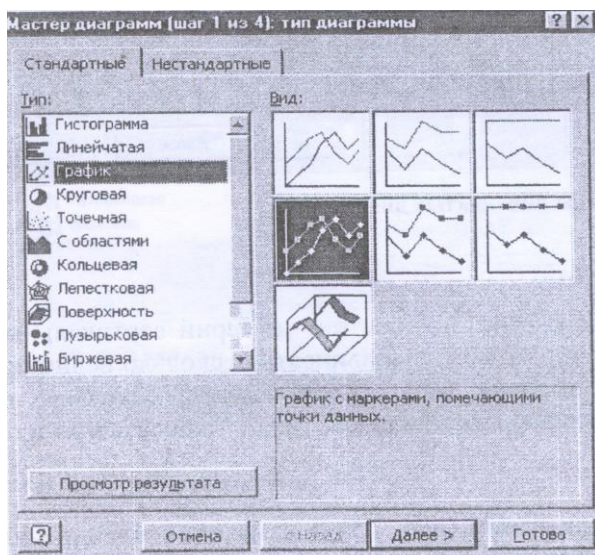 Мастер диаграмм (шаг 1 из 4): тип диаграммы
Стандартные Нестандартные
Тип:
Гистограмма
Линейчатая
График
Круговая
Точечная
С областями
Кольцевая
Лепестковая
Поверхность
Пузырьковая
Биржевая
Вид:
График с маркерами, помечающими
точки данных.
Просмотр результата
Отмена < Назад Далее > Готово